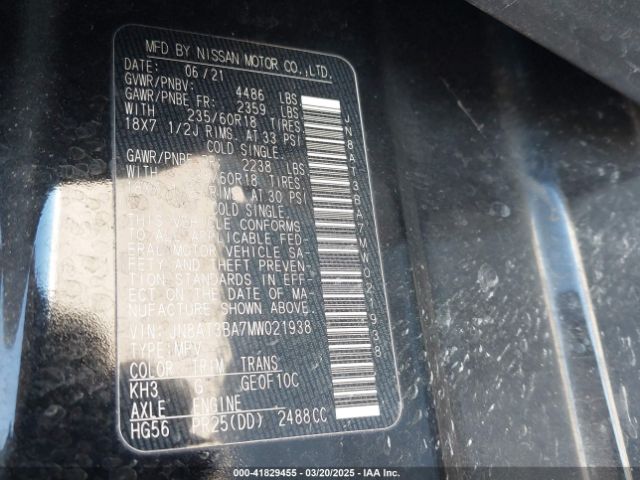 MFD BY NISSAN MOTOR CO.,LTD.
DATE: 06/21
GVWR/PNBV: 4486 LBS
GAWR/PNBE FR: 2359 LBS
WITH 235/60R18 TIRES
18X7 1/2J RIMS, AT 33 PSI
COLD SINGLE.
GAWR/PNBE 2238 LBS
WITH /60R18 TIRES
RIMS, AT 30 PSI
COLD SINGLE.
THIS VEHICLE CONFORMS
TO ALL APPLICABLE FED-
ERAL MOTOR VEHICLE SA-
FETY AND THEFT PREVEN-
TION STANDARDS IN EFF-
ECT ON THE DATE OF MA-
NUFACTURE SHOWN ABOVE.
VIN: JN8AT3BA7MW021938
TYPE:MPV
COLOR TRIM TRANS
KH3 G GE0F10C
AXLE ENGINE
HG56 PR25(DD) 2488CC
JN8AT3BA7MW021938
000-41829455 — 03/20/2025 — IAA Inc.